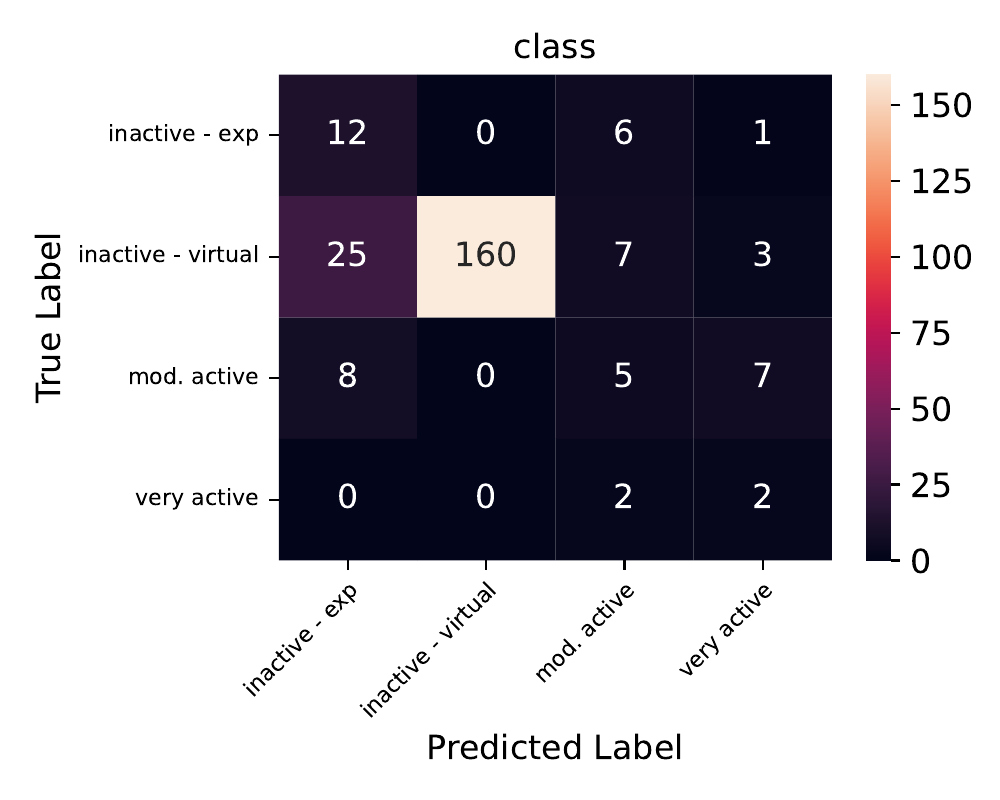 class
inactive - exp 12 0 6 1
inactive - virtual 25 160 7 3
mod. active 8 0 5 7
very active 0 0 2 2
inactive - exp inactive - virtual mod. active very active
True Label
Predicted Label
150
125
100
75
50
25
0